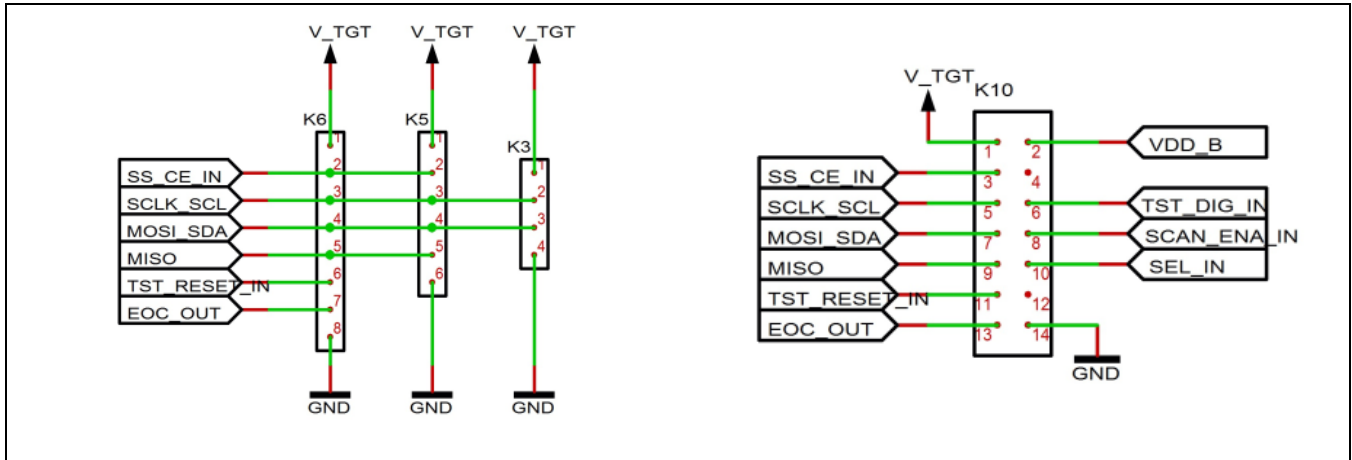 V_TGT V_TGT V_TGT
K6 K5 K3
1 1 1
SS_CE_IN 2 2
SCLK_SCL 3 3 2
MOSI_SDA 4 4 3
MISO 5 5 4
TST_RESET_IN 6 6
EOC_OUT 7
8
GND GND GND
V_TGT
K10
1 2 VDD_B
SS_CE_IN 3 4
SCLK_SCL 5 6 TST_DIG_IN
MOSI_SDA 7 8 SCAN_ENA_IN
MISO 9 10 SEL_IN
TST_RESET_IN 11 12
EOC_OUT 13 14
GND